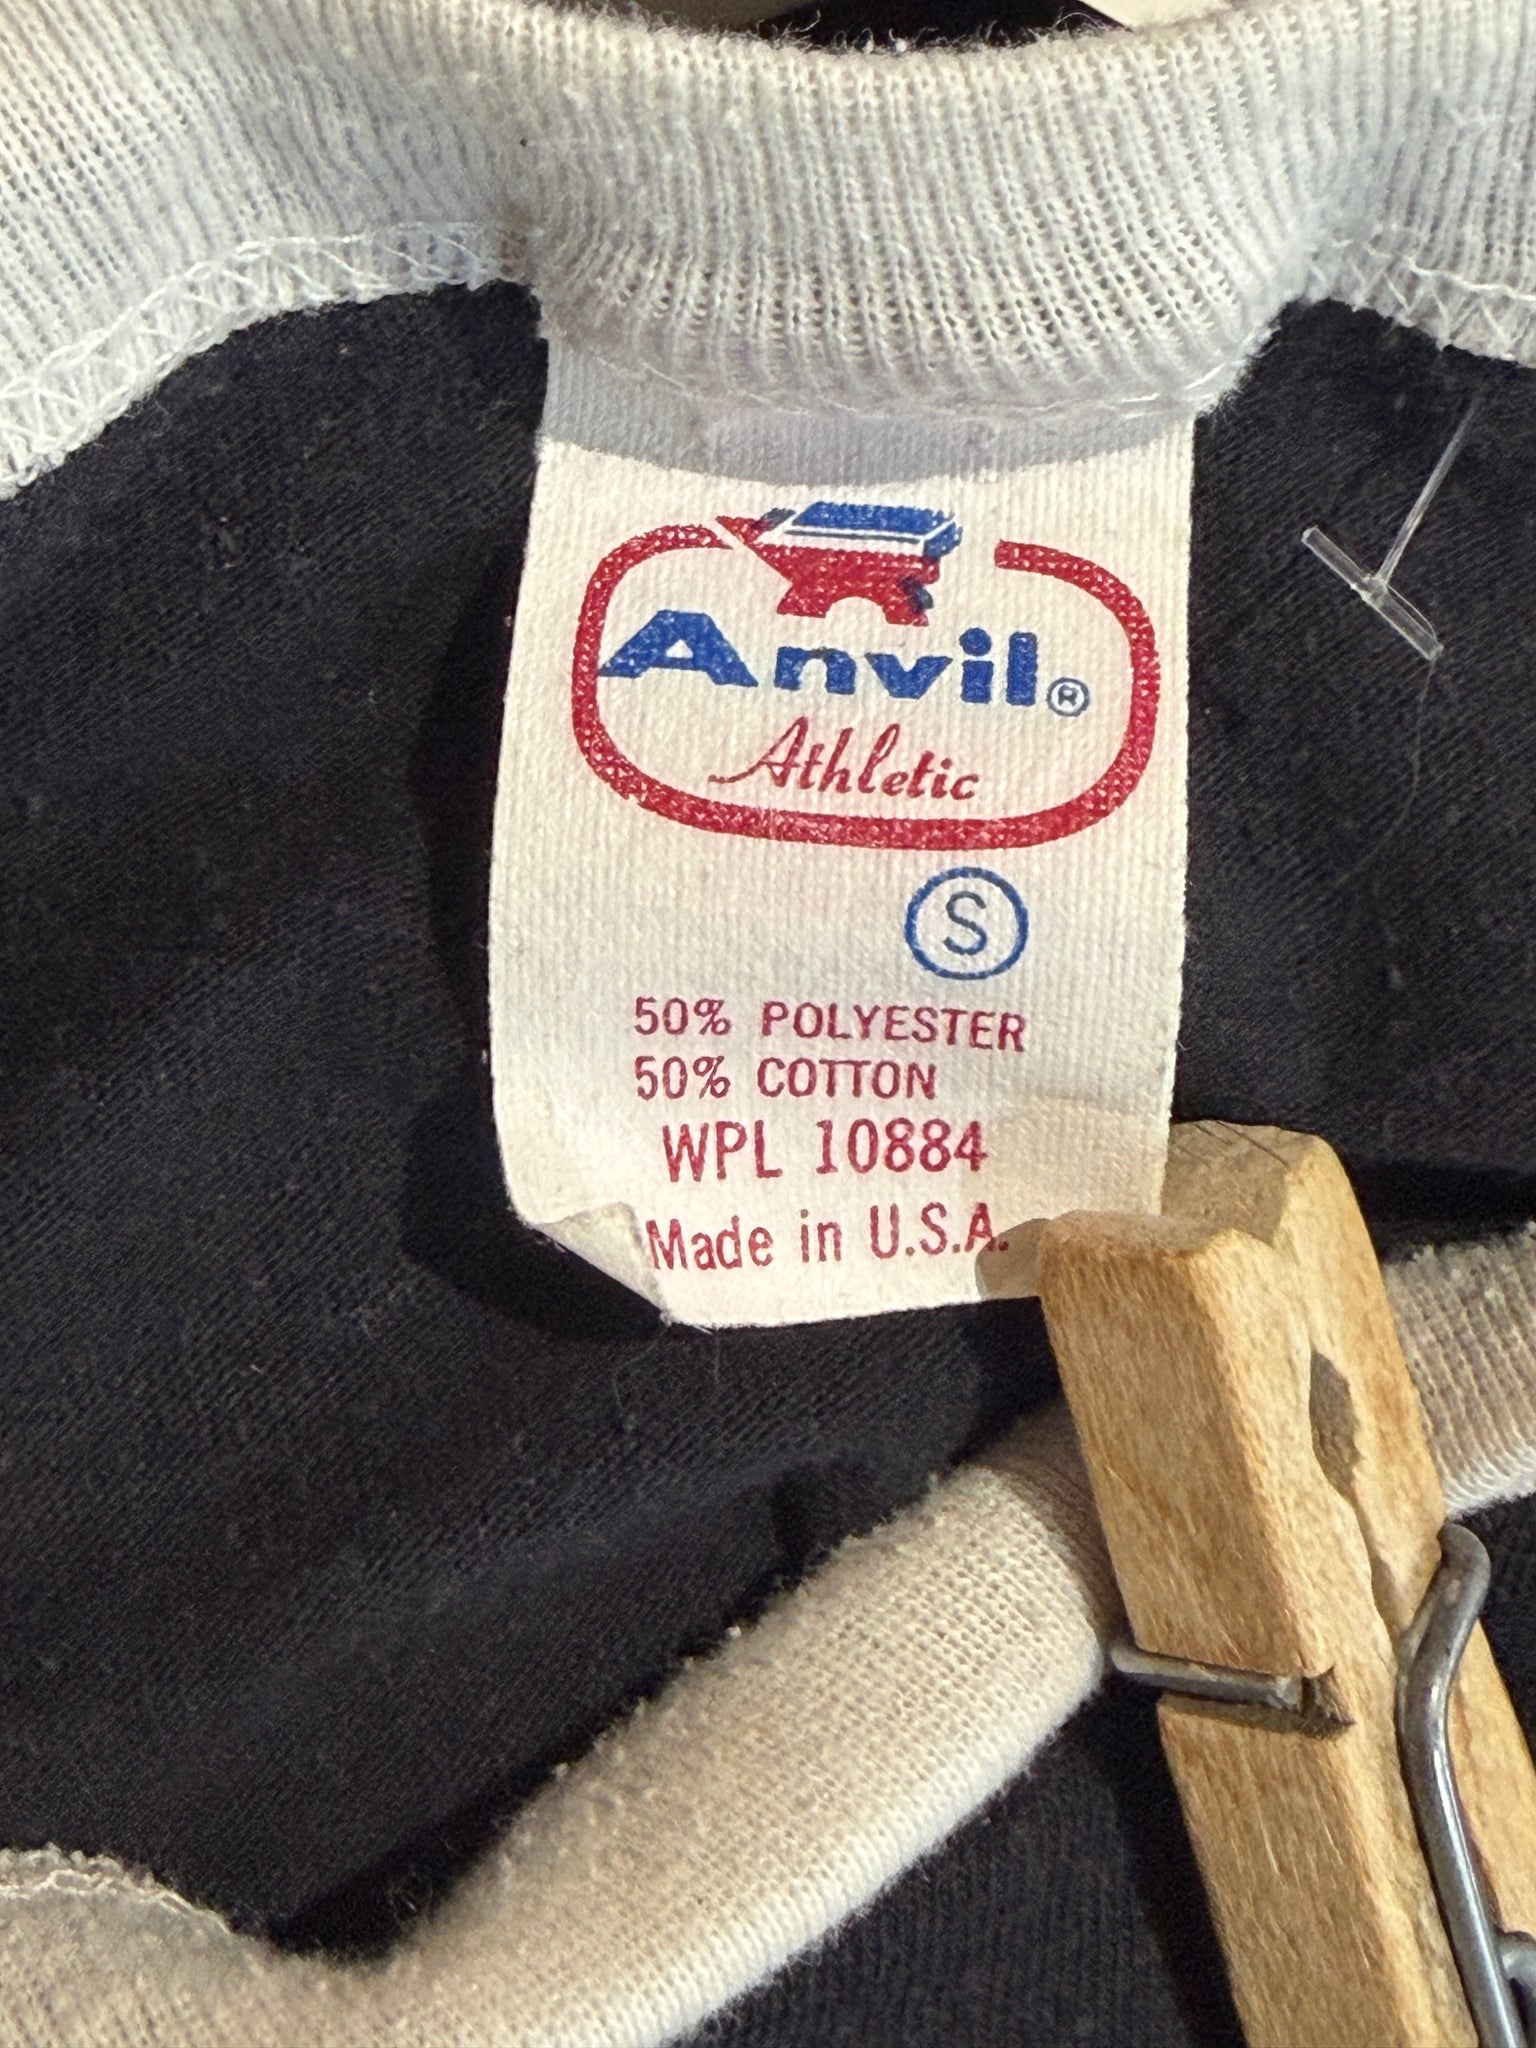 Anvil®
Athletic
S
50% POLYESTER
50% COTTON
WPL 10884
Made in U.S.A.